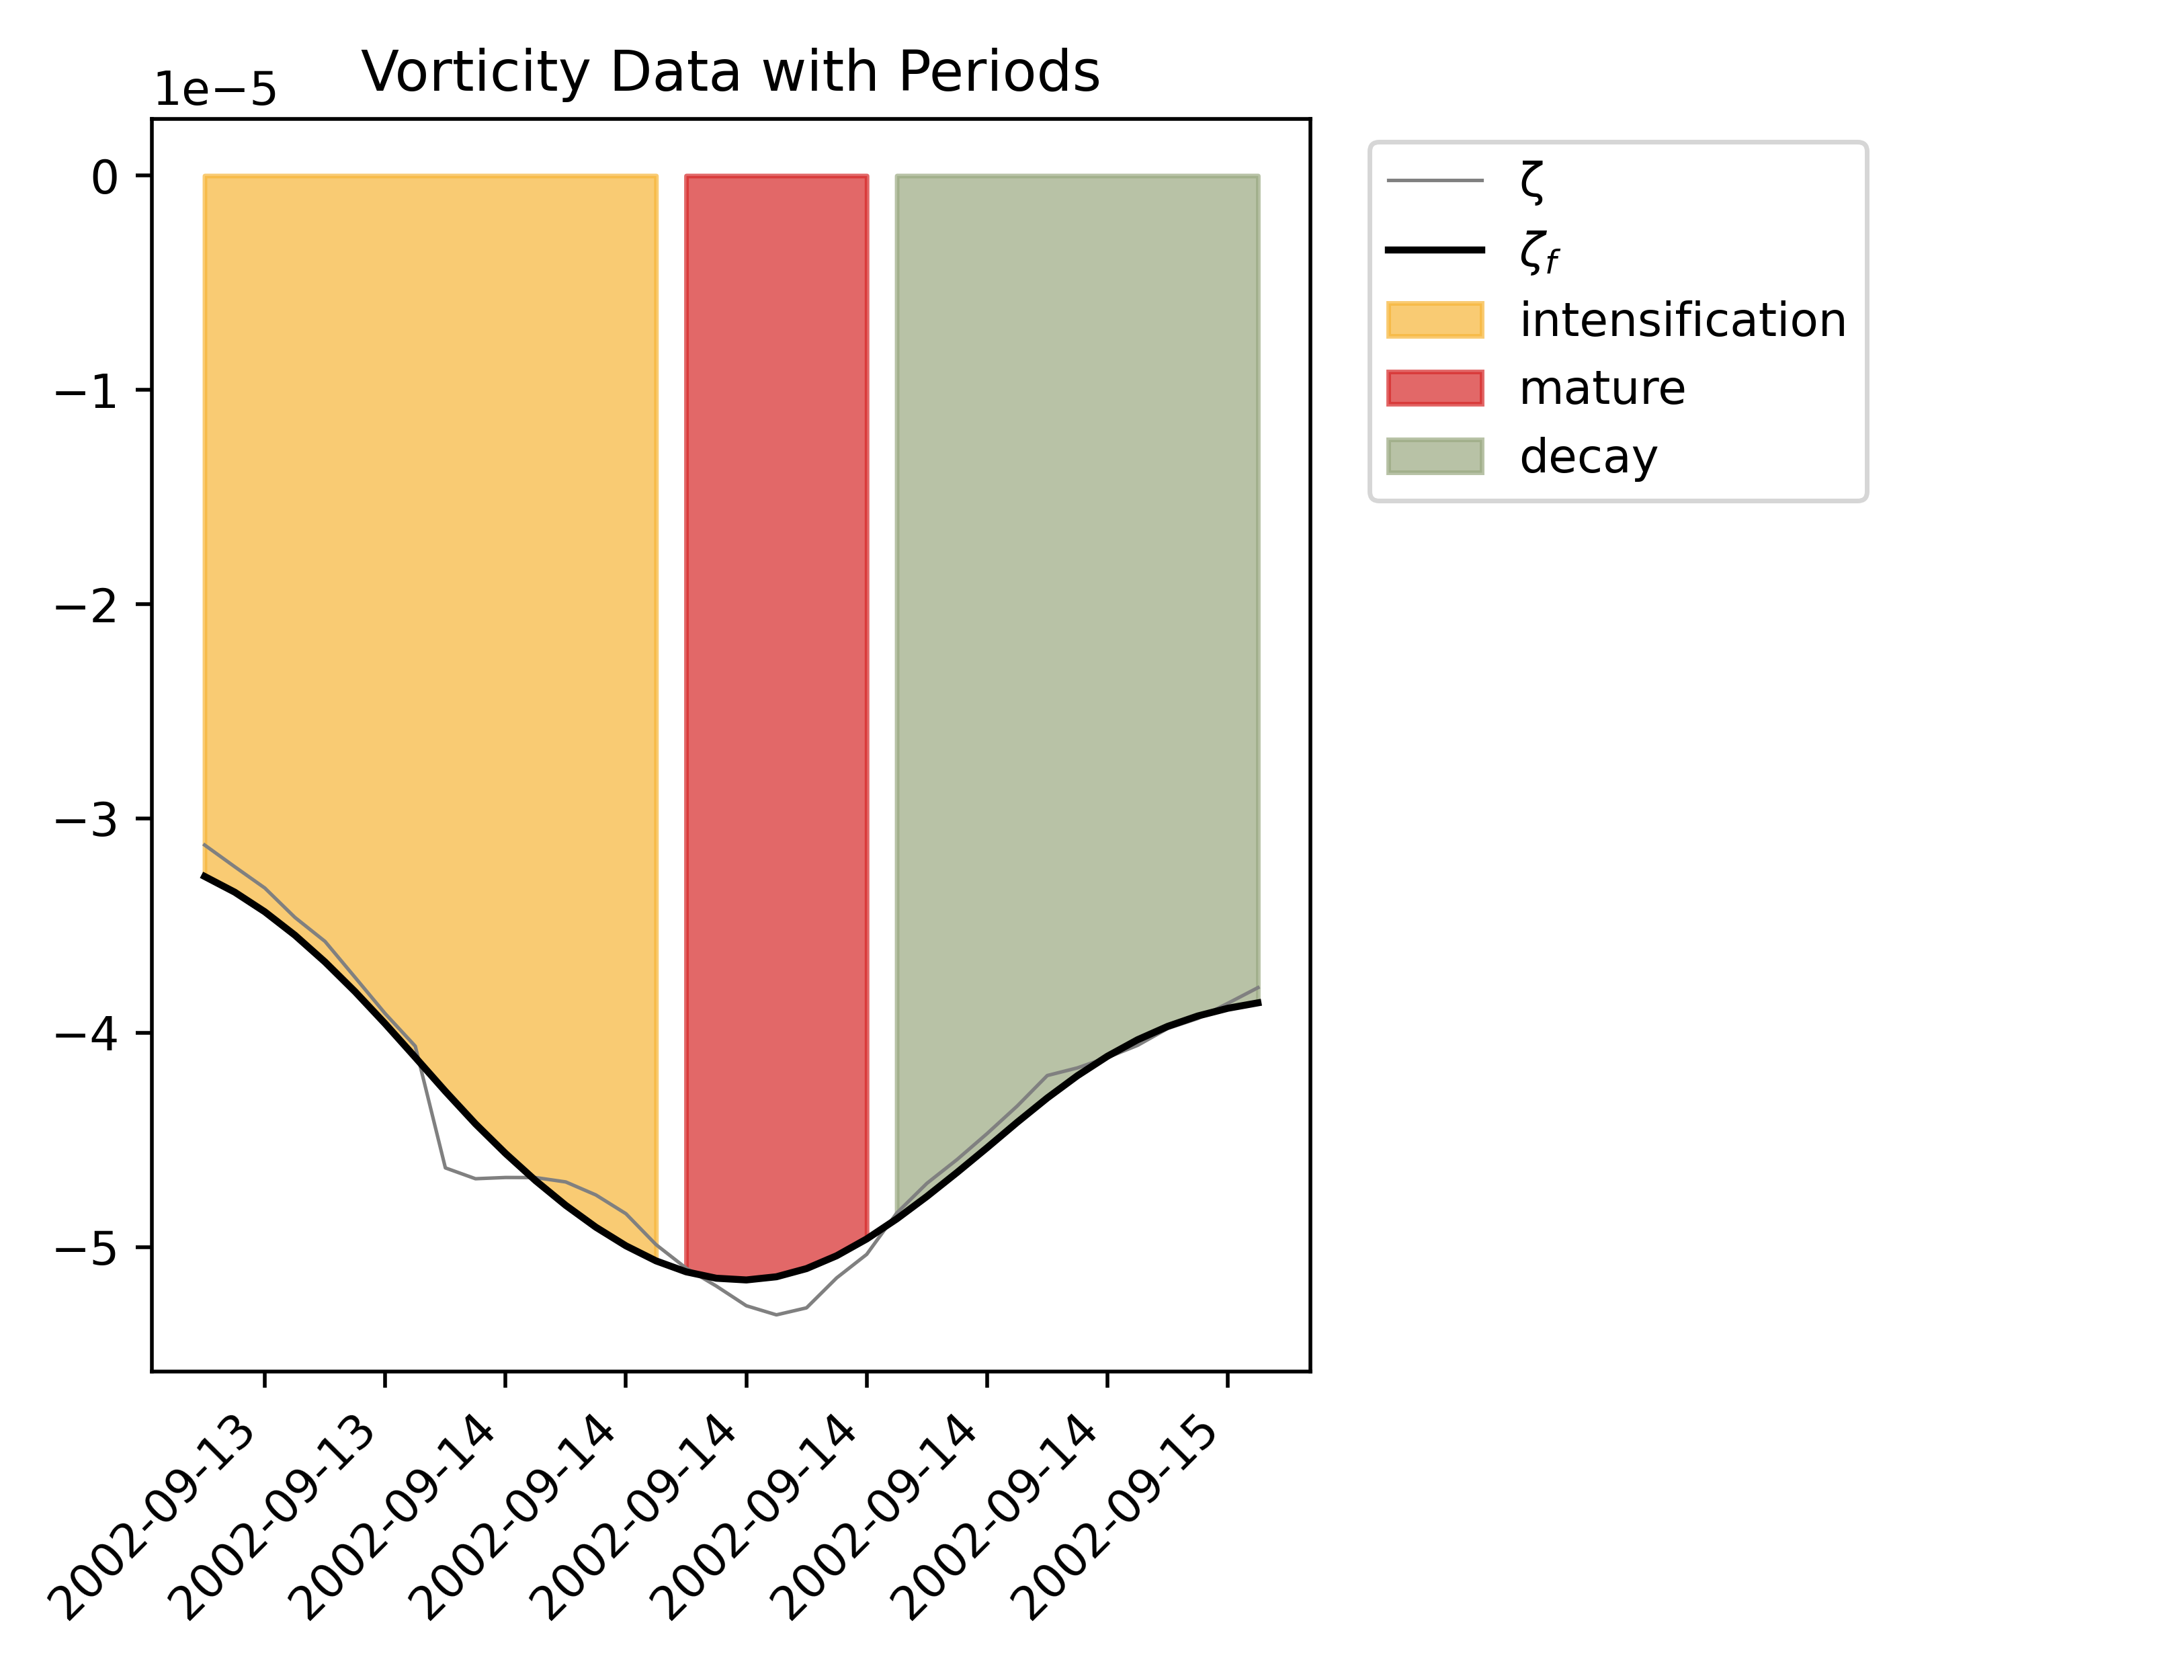 Vorticity Data with Periods
1e−5
0
−1
−2
−3
−4
−5
2002-09-13
2002-09-13
2002-09-14
2002-09-14
2002-09-14
2002-09-14
2002-09-14
2002-09-14
2002-09-15
ζ
ζf
intensification
mature
decay